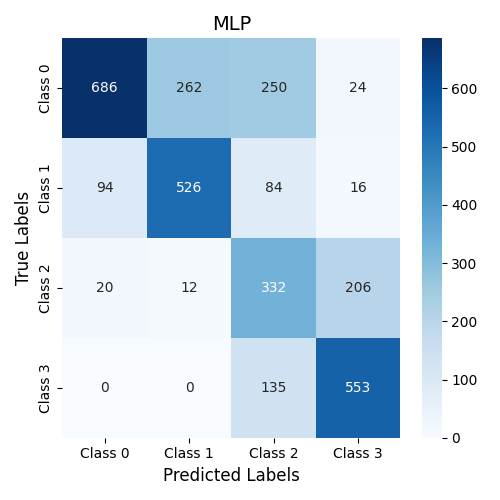 MLP
True Labels
Class 0
686 262 250 24
Class 1
94 526 84 16
Class 2
20 12 332 206
Class 3
0 0 135 553
Class 0 Class 1 Class 2 Class 3
Predicted Labels
600
500
400
300
200
100
0